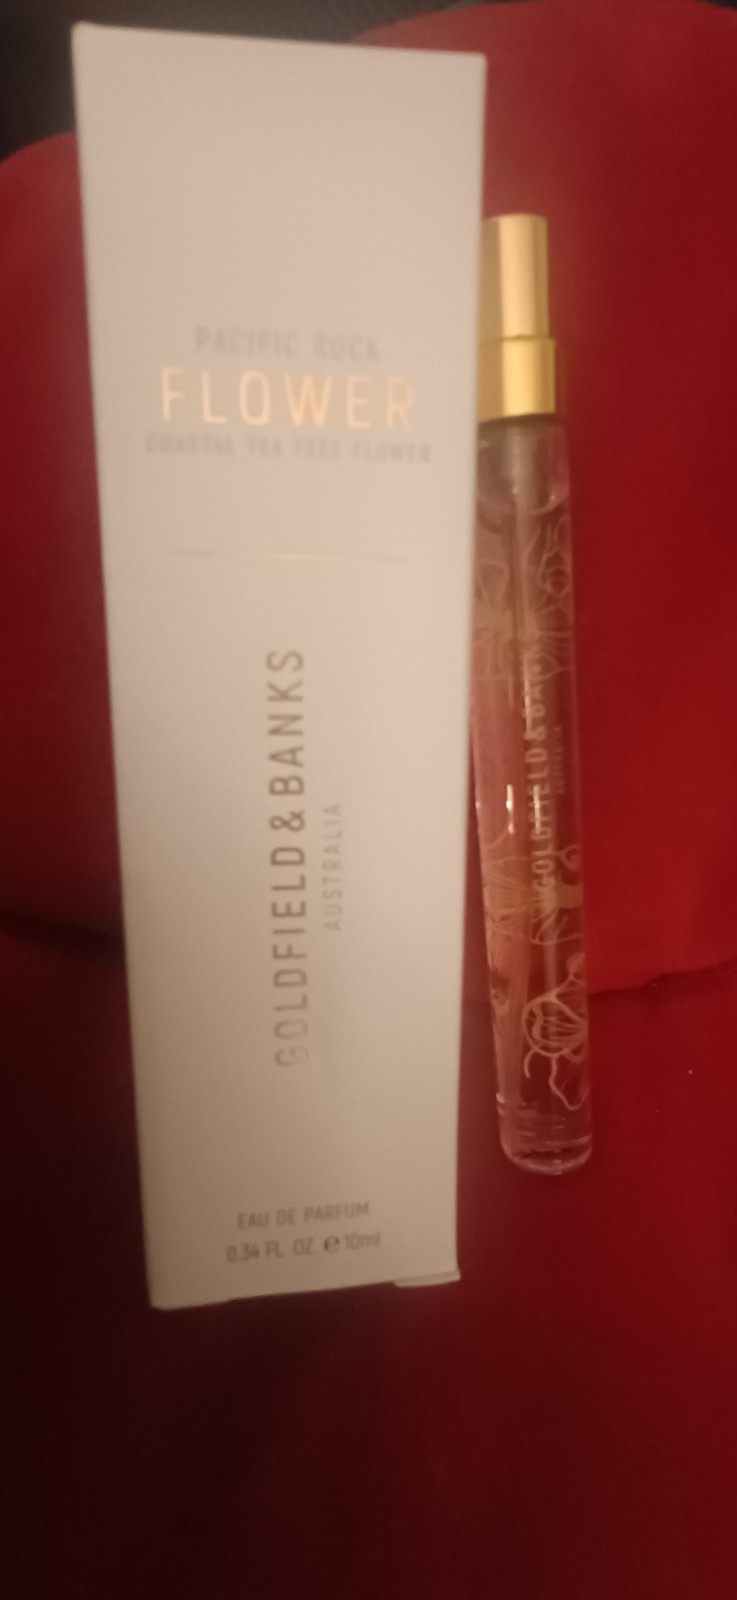 PACIFIC ROCK
FLOWER
COASTAL TEA TREE FLOWER
GOLDFIELD & BANKS
AUSTRALIA
EAU DE PARFUM
0.34 FL. OZ. ℮ 10ml
GOLDFIELD & BANKS
AUSTRALIA